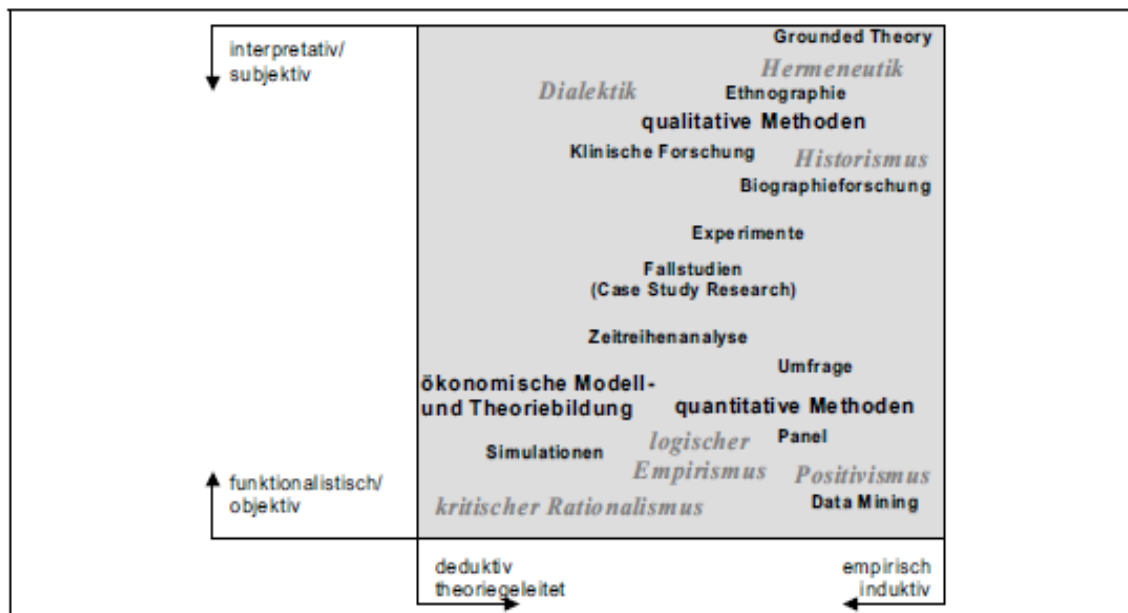 interpretativ/
subjektiv
Grounded Theory
Hermeneutik
Dialektik
Ethnographie
qualitative Methoden
Klinische Forschung
Historismus
Biographieforschung
Experimente
Fallstudien
(Case Study Research)
Zeitreihenanalyse
Umfrage
ökonomische Modell-
und Theoriebildung
quantitative Methoden
logischer
Empirismus
Panel
Simulationen
Positivismus
funktionalistisch/
objektiv
kritischer Rationalismus
Data Mining
deduktiv
theoriegeleitet
empirisch
induktiv